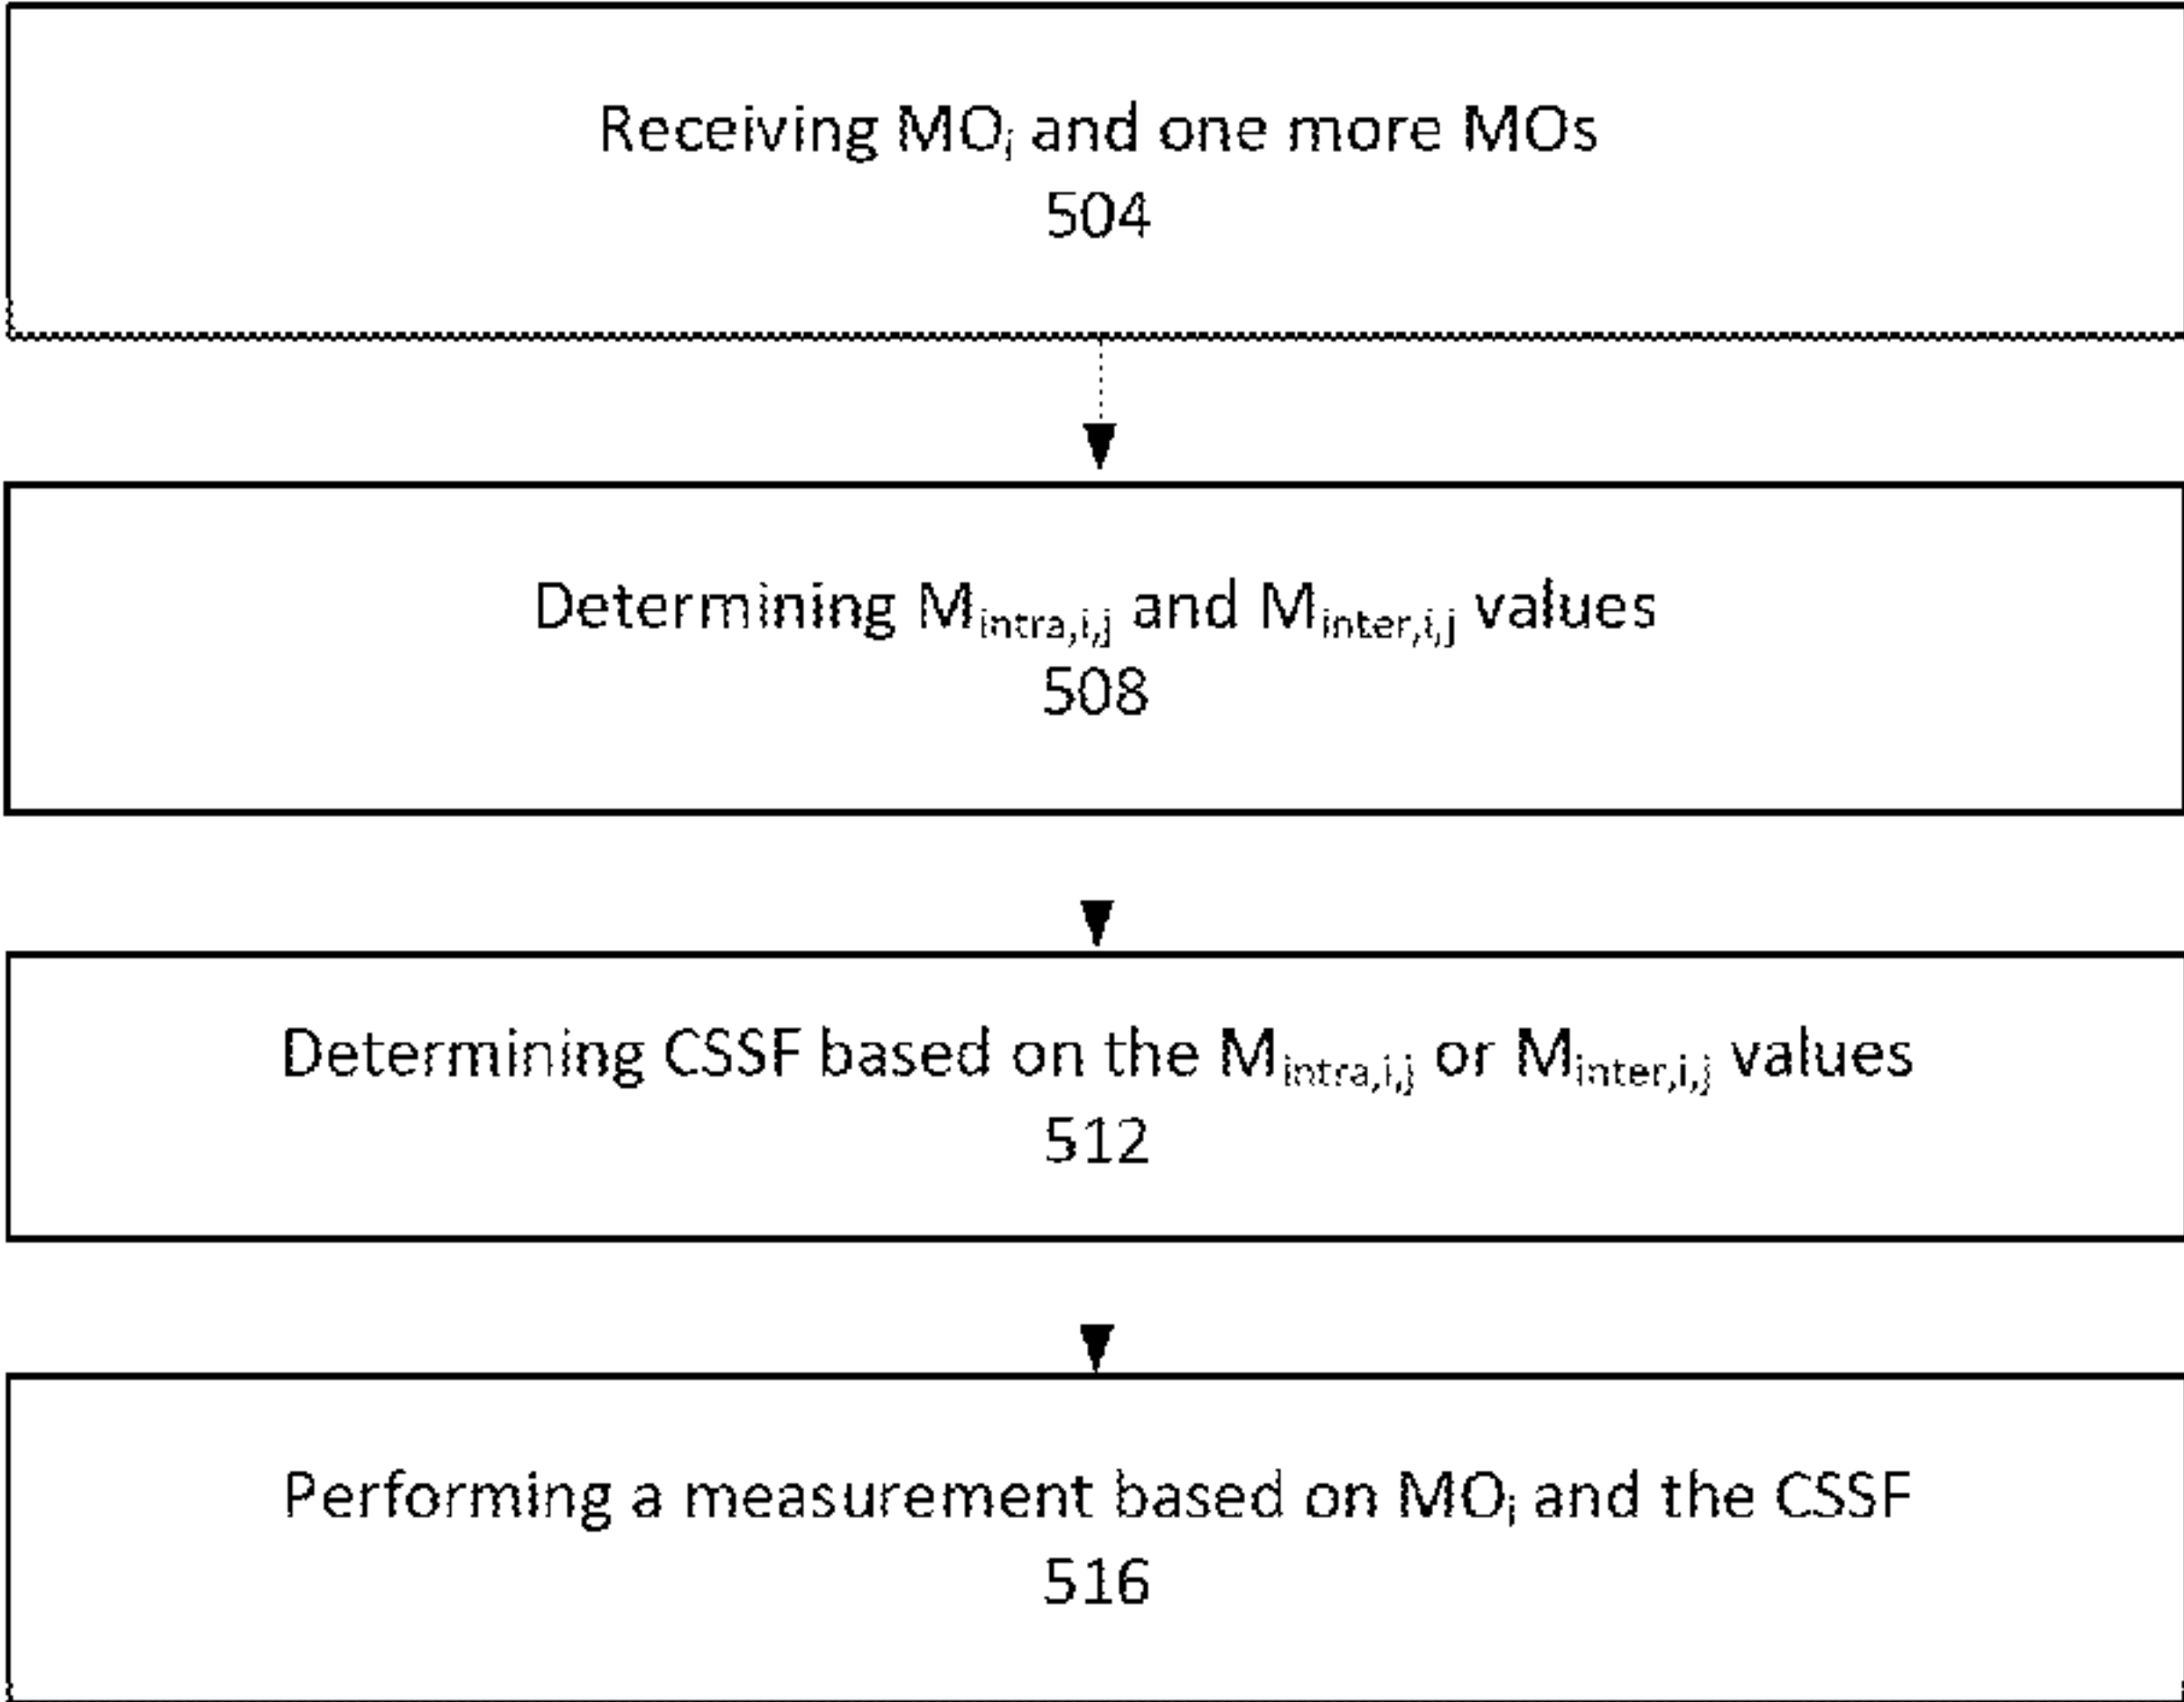 Receiving MOᵢ and one more MOs
504
Determining Mintra,i,j and Minter,i,j values
508
Determining CSSF based on the Mintra,i,j or Minter,i,j values
512
Performing a measurement based on MOᵢ and the CSSF
516